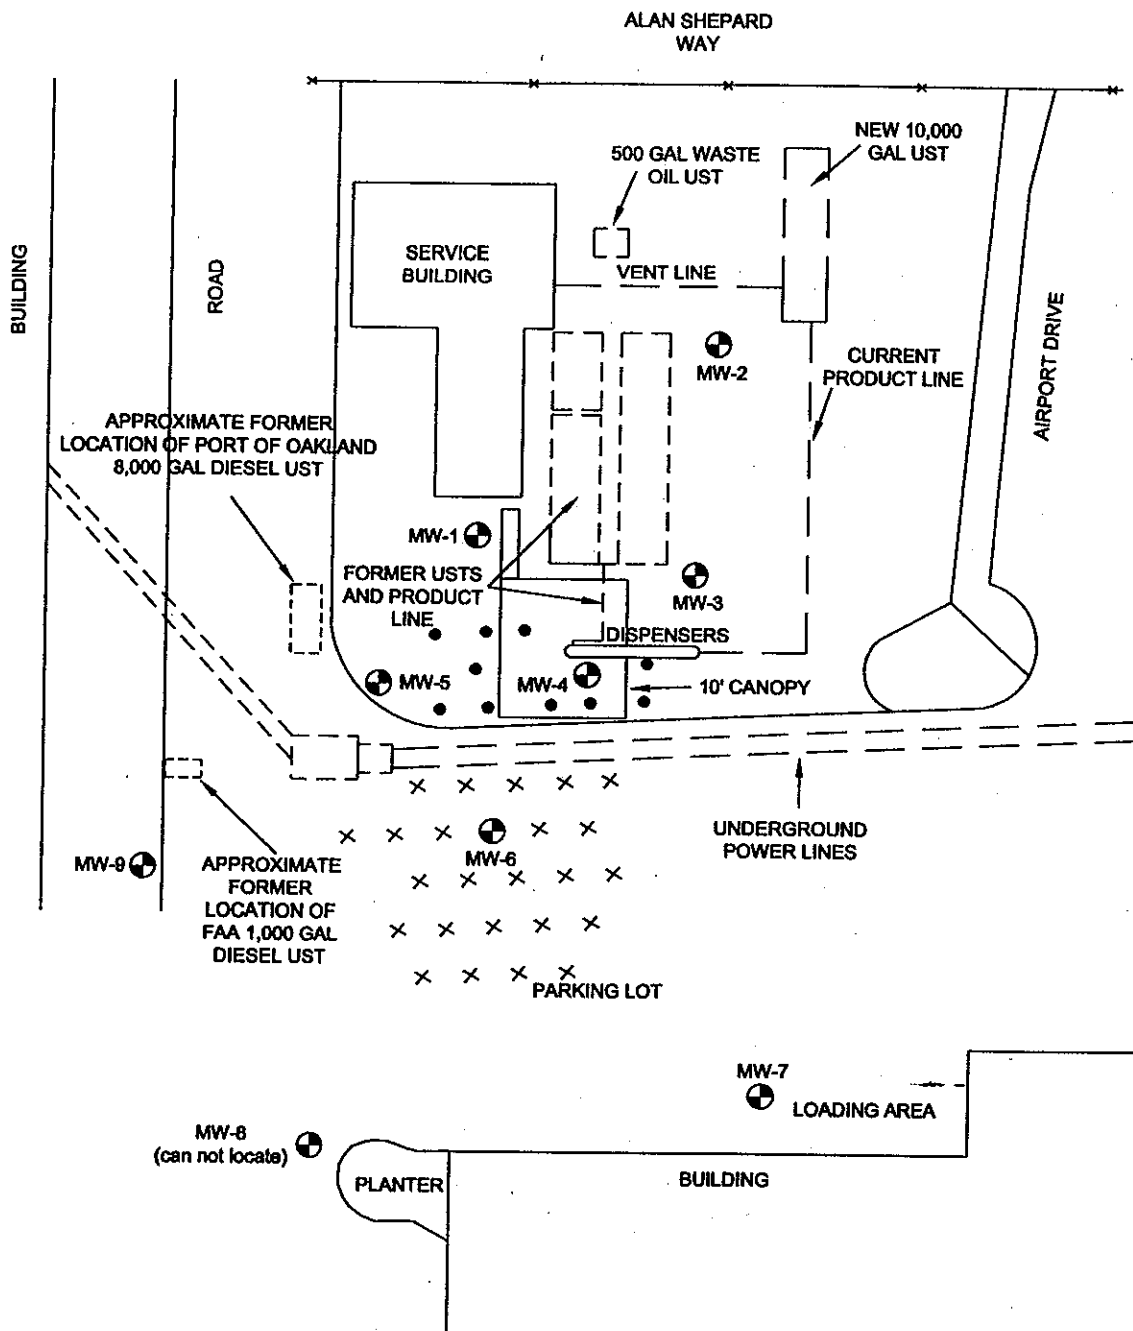 ALAN SHEPARD
WAY
NEW 10,000
GAL UST
500 GAL WASTE
OIL UST
SERVICE
BUILDING
VENT LINE
BUILDING
ROAD
AIRPORT DRIVE
MW-2
CURRENT
PRODUCT LINE
APPROXIMATE FORMER
LOCATION OF PORT OF OAKLAND
8,000 GAL DIESEL UST
MW-1
FORMER USTS
AND PRODUCT
LINE
MW-3
DISPENSERS
MW-5
MW-4
10' CANOPY
UNDERGROUND
POWER LINES
MW-6
MW-9
APPROXIMATE
FORMER
LOCATION OF
FAA 1,000 GAL
DIESEL UST
PARKING LOT
MW-7
LOADING AREA
MW-8
(can not locate)
PLANTER
BUILDING